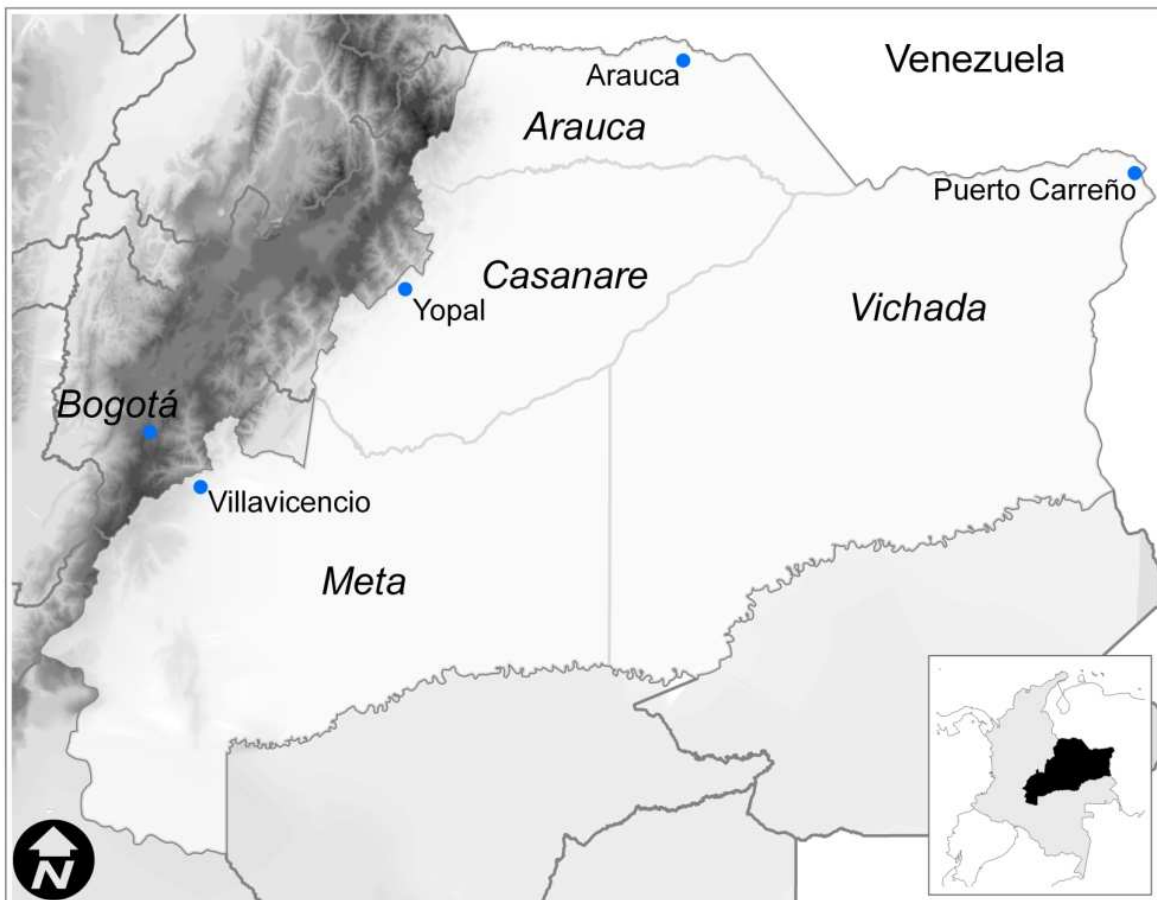 Venezuela
Arauca
Arauca
Puerto Carreño
Casanare
Yopal
Vichada
Bogotá
Villavicencio
Meta
N